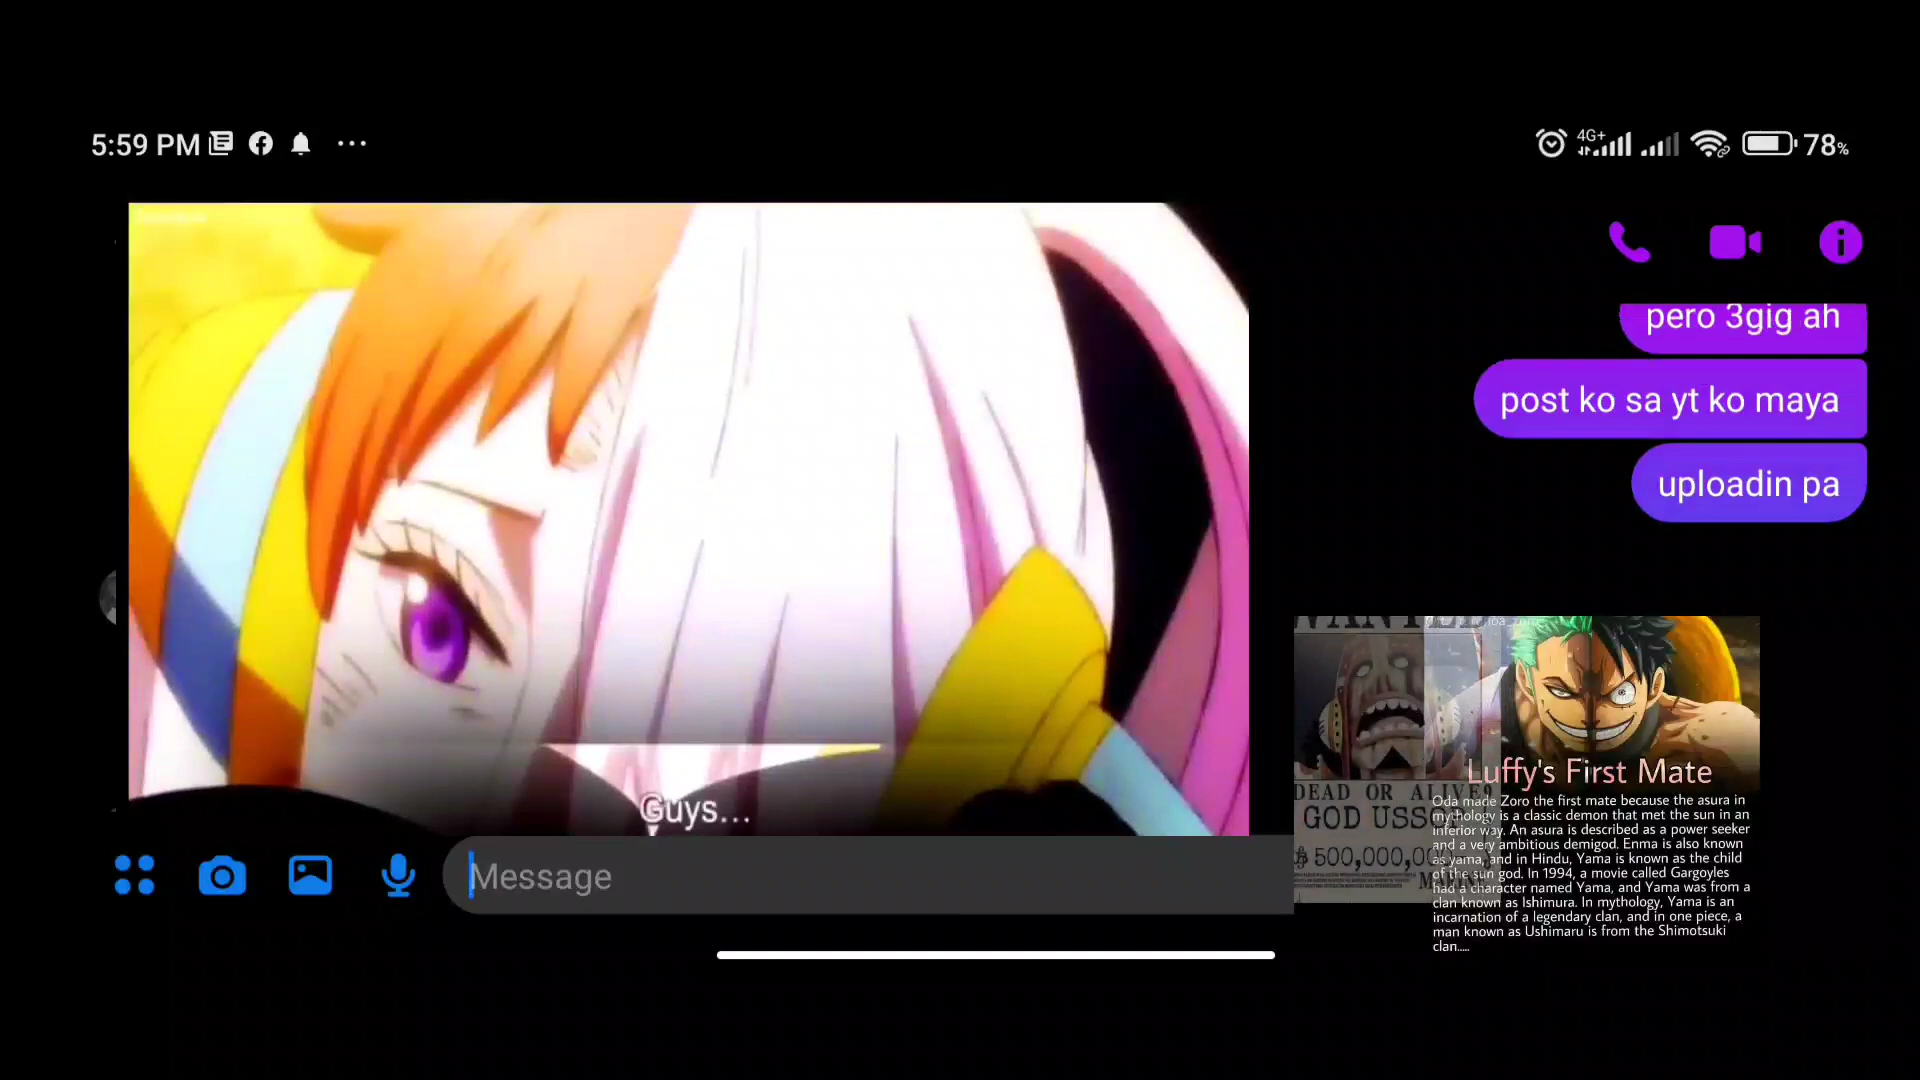 5:59 PM
4G+
78%
pero 3gig ah
post ko sa yt ko maya
uploadin pa
Guys...
Message
WANTED
DEAD OR ALIVE
GOD USSOP
500,000,00
MARINE
Luffy's First Mate
Oda made Zoro the first mate because the asura in
mythology is a classic demon that met the sun in an
inferior way. An asura is described as a power seeker
and a very ambitious demigod. Enma is also known
as yama, and in Hindu, Yama is known as the child
of the sun god. In 1994, a movie called Gargoyles
had a character named Yama, and Yama was from a
clan known as Ishimura. In mythology, Yama is an
incarnation of a legendary clan, and in one piece, a
man known as Ushimaru is from the Shimotsuki
clan.....